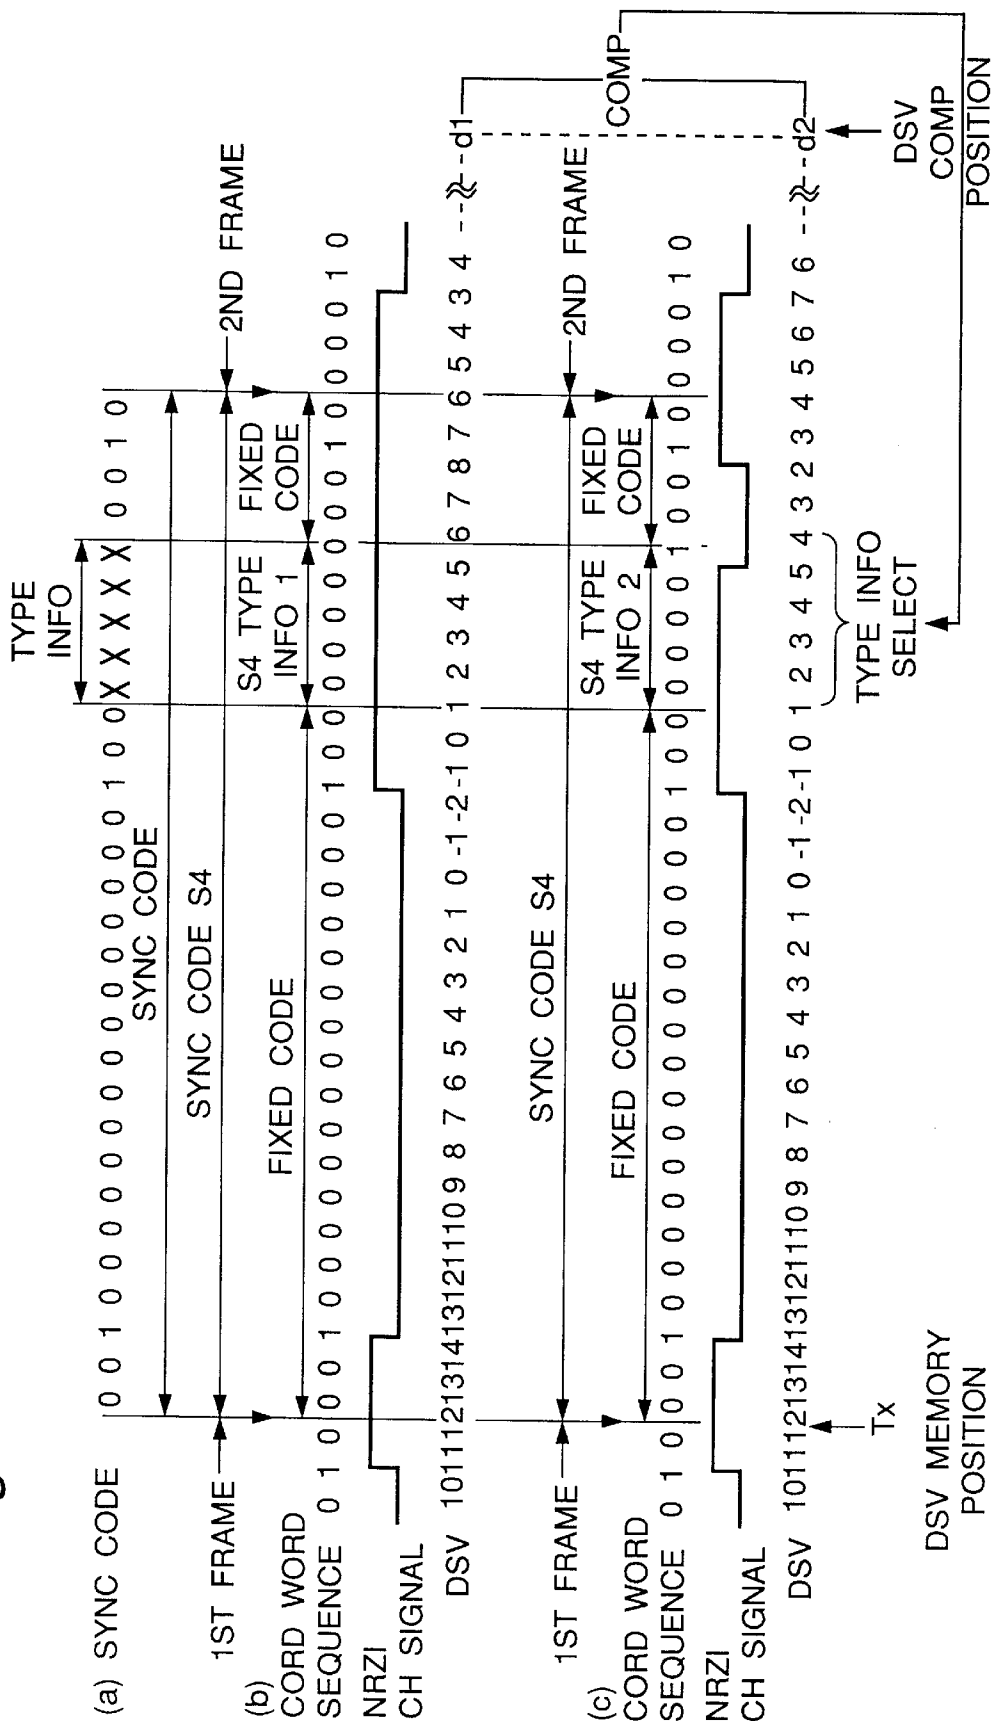 (a) SYNC CODE 0 0 1 0 0 0 0 0 0 0 0 0 0 0 0 0 0 0 1 0 0 X X X X X 0 0 1 0
TYPE INFO
SYNC CODE
1ST FRAME
SYNC CODE S4
2ND FRAME
(b)
FIXED CODE
S4 TYPE INFO 1
FIXED CODE
CORD WORD SEQUENCE 0 1 0 0 0 1 0 0 0 0 0 0 0 0 0 0 0 0 0 0 0 1 0 0 0 0 0 0 0 0 0 1 0 0 0 0 1 0
NRZI CH SIGNAL
DSV 10 11 12 13 14 13 12 11 10 9 8 7 6 5 4 3 2 1 0 -1 -2 -1 0 1 2 3 4 5 6 7 8 7 6 5 4 3 4 d1
COMP
1ST FRAME
SYNC CODE S4
2ND FRAME
(c)
FIXED CODE
S4 TYPE INFO 2
FIXED CODE
CORD WORD SEQUENCE 0 1 0 0 0 1 0 0 0 0 0 0 0 0 0 0 0 0 0 0 0 1 0 0 0 0 0 0 1 0 0 1 0 0 0 0 1 0
NRZI CH SIGNAL
DSV 10 11 12 13 14 13 12 11 10 9 8 7 6 5 4 3 2 1 0 -1 -2 -1 0 1 2 3 4 5 4 3 2 3 4 5 6 7 6 d2
Tx
DSV MEMORY POSITION
TYPE INFO SELECT
DSV COMP POSITION